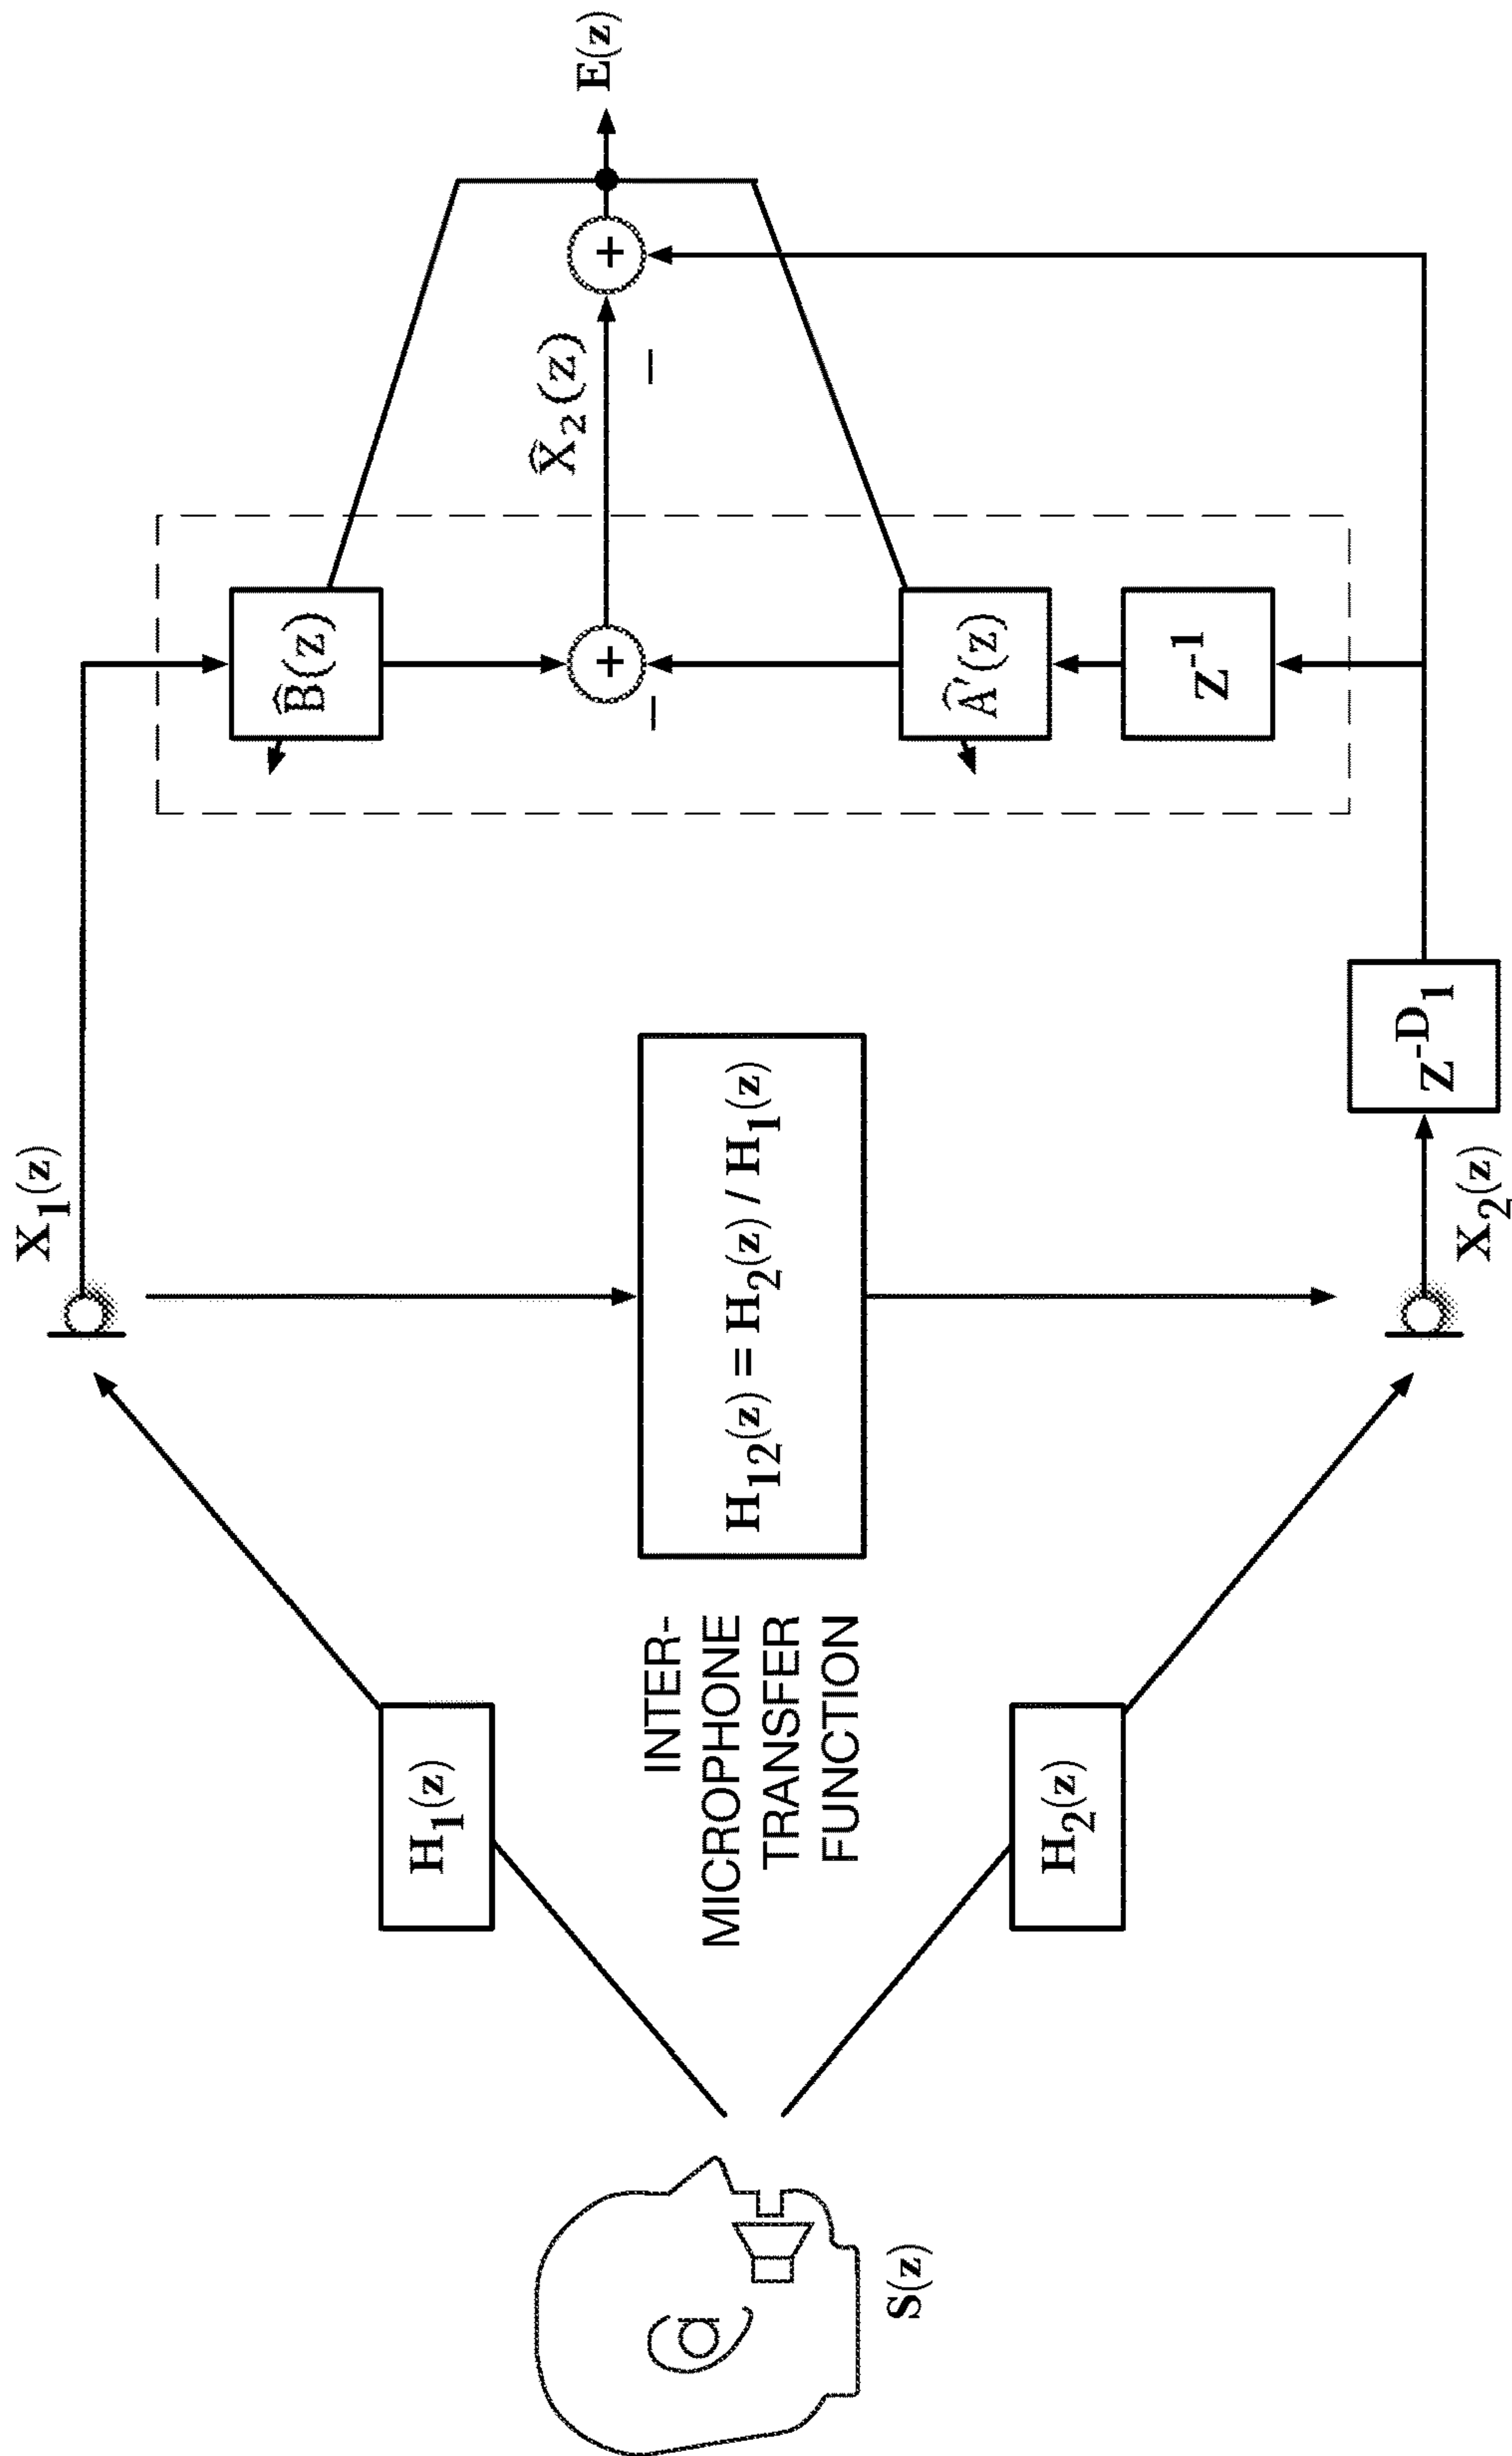 S(z)
H₁(z)
H₂(z)
INTER-
MICROPHONE
TRANSFER
FUNCTION
H₁₂(z) = H₂(z) / H₁(z)
X₁(z)
X₂(z)
Z⁻ᴰ₁
B̂(z)
+
−
Â'(z)
Z⁻¹
X̂₂(z)
−
+
E(z)